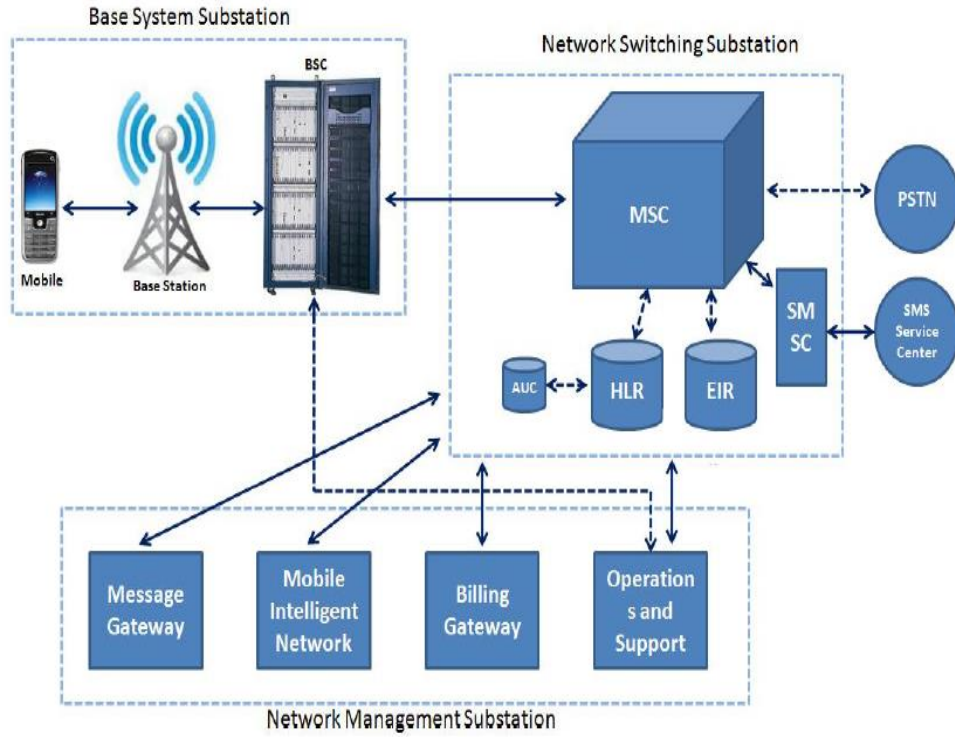 Base System Substation
Network Switching Substation
BSC
Mobile
Base Station
MSC
PSTN
SM
SC
SMS
Service
Center
AUC
HLR
EIR
Message
Gateway
Mobile
Intelligent
Network
Billing
Gateway
Operation
s and
Support
Network Management Substation